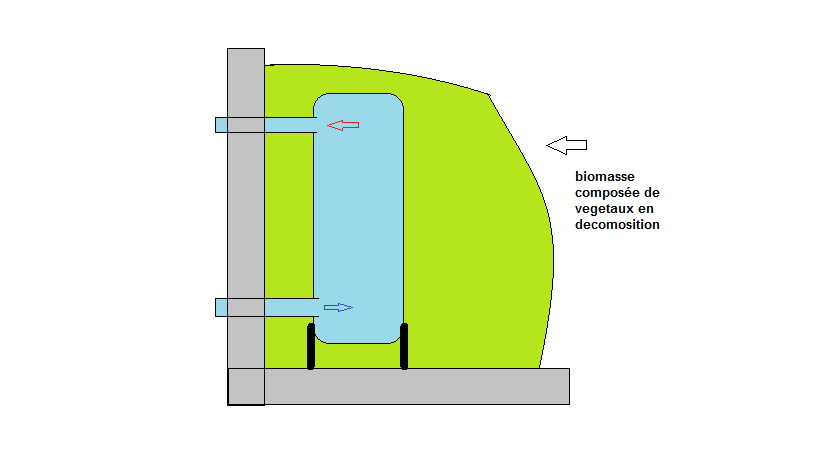 biomasse
composée de
vegetaux en
decomosition